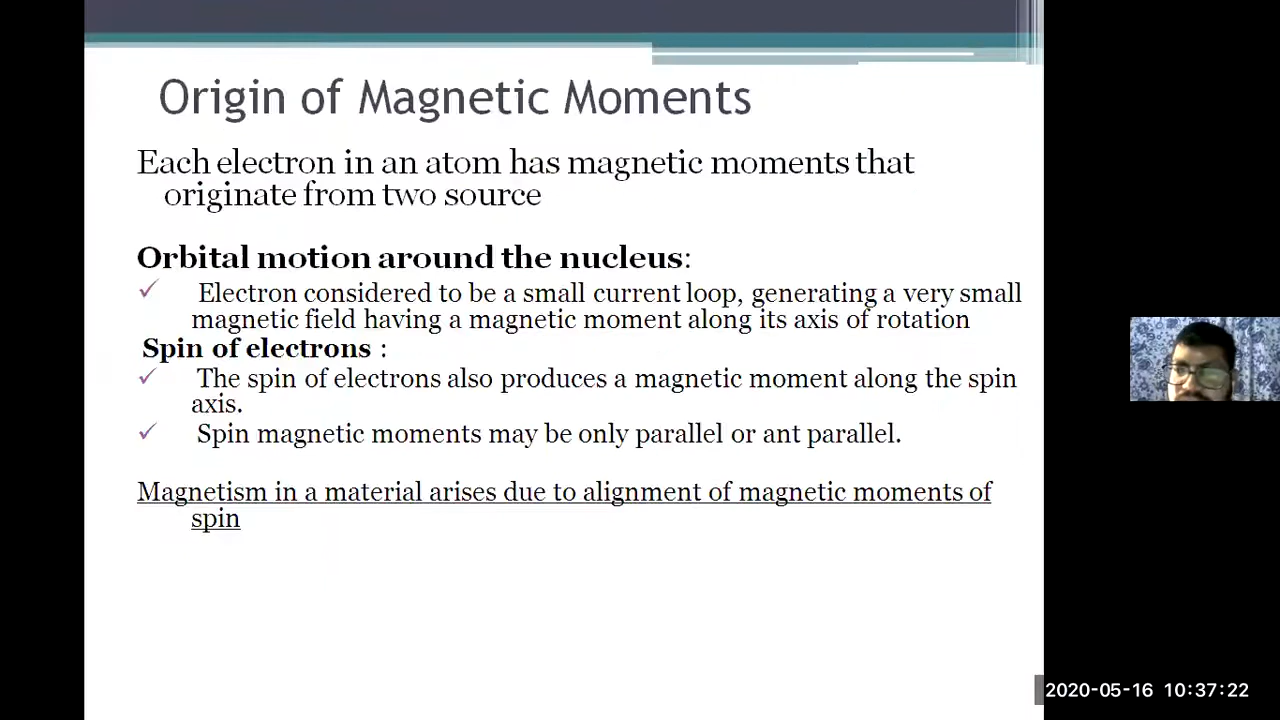 Origin of Magnetic Moments
Each electron in an atom has magnetic moments that
originate from two source
Orbital motion around the nucleus:
✓ Electron considered to be a small current loop, generating a very small
magnetic field having a magnetic moment along its axis of rotation
Spin of electrons :
✓ The spin of electrons also produces a magnetic moment along the spin
axis.
✓ Spin magnetic moments may be only parallel or ant parallel.
Magnetism in a material arises due to alignment of magnetic moments of
spin
2020-05-16 10:37:22